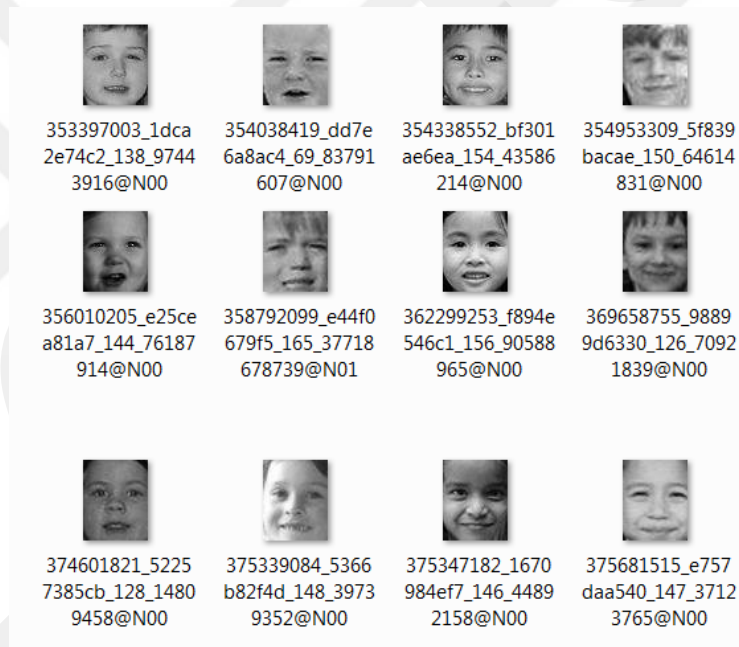 353397003_1dca
2e74c2_138_9744
3916@N00
354038419_dd7e
6a8ac4_69_83791
607@N00
354338552_bf301
ae6ea_154_43586
214@N00
354953309_5f839
bacae_150_64614
831@N00
356010205_e25ce
a81a7_144_76187
914@N00
358792099_e44f0
679f5_165_37718
678739@N01
362299253_f894e
546c1_156_90588
965@N00
369658755_9889
9d6330_126_7092
1839@N00
374601821_5225
7385cb_128_1480
9458@N00
375339084_5366
b82f4d_148_3973
9352@N00
375347182_1670
984ef7_146_4489
2158@N00
375681515_e757
daa540_147_3712
3765@N00